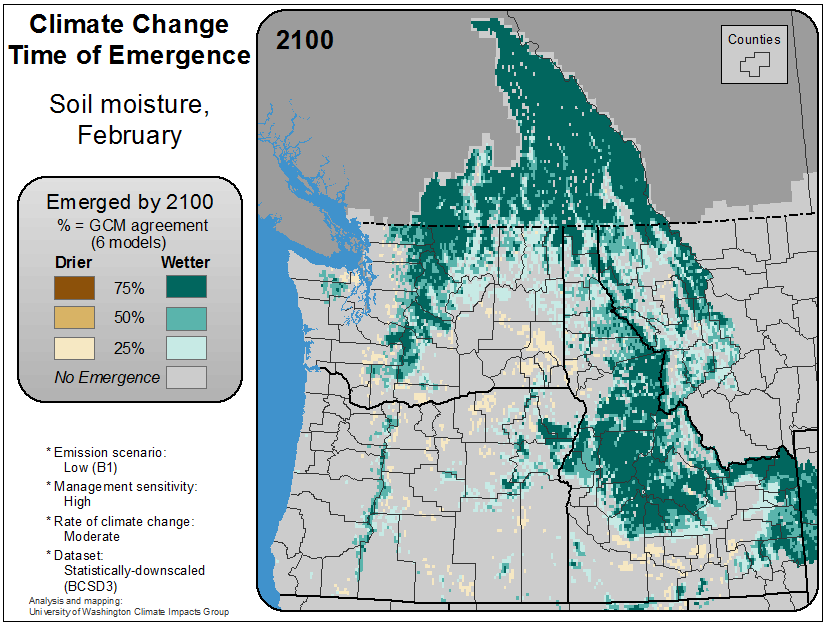 Climate Change
Time of Emergence
Soil moisture,
February
Emerged by 2100
% = GCM agreement
(6 models)
Drier Wetter
75%
50%
25%
No Emergence
* Emission scenario:
Low (B1)
* Management sensitivity:
High
* Rate of climate change:
Moderate
* Dataset:
Statistically-downscaled
(BCSD3)
Analysis and mapping:
University of Washington Climate Impacts Group
2100
Counties